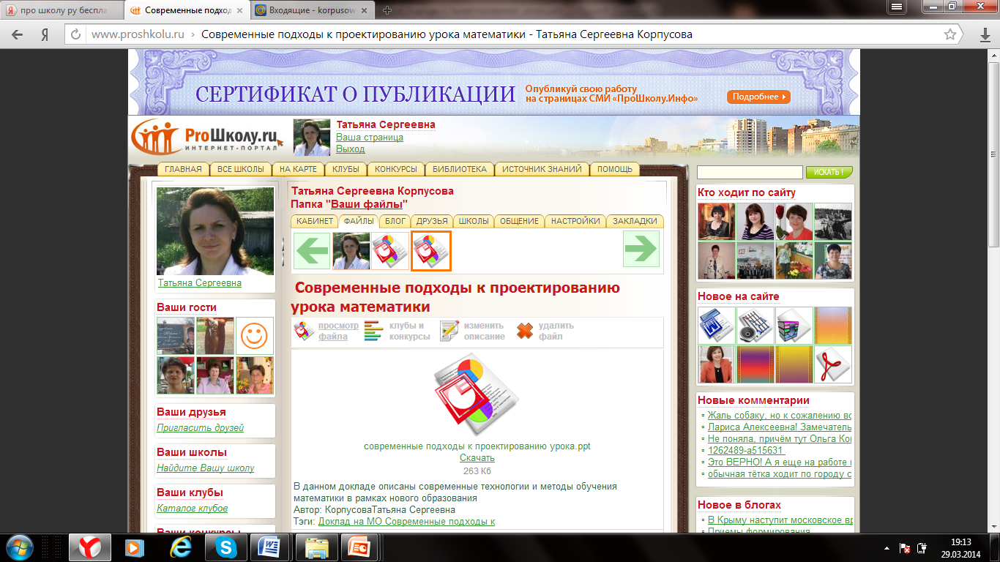 про школу ру беспла
Современные подход
Входящие - korpusow
www.proshkolu.ru › Современные подходы к проектированию урока математики - Татьяна Сергеевна Корпусова
СЕРТИФИКАТ О ПУБЛИКАЦИИ
Опубликуй свою работу
на страницах СМИ «ПроШколу.Инфо»
Подробнее
ProШколу.ru
ИНТЕРНЕТ-ПОРТАЛ
Татьяна Сергеевна
Ваша страница
Выход
ГЛАВНАЯ ВСЕ ШКОЛЫ НА КАРТЕ КЛУБЫ КОНКУРСЫ БИБЛИОТЕКА ИСТОЧНИК ЗНАНИЙ ПОМОЩЬ
ИСКАТЬ !
Татьяна Сергеевна
Ваши гости
Ваши друзья
Пригласить друзей
Ваши школы
Найдите Вашу школу
Ваши клубы
Каталог клубов
Ваши конкурсы
Татьяна Сергеевна Корпусова
Папка "Ваши файлы"
КАБИНЕТ ФАЙЛЫ БЛОГ ДРУЗЬЯ ШКОЛЫ ОБЩЕНИЕ НАСТРОЙКИ ЗАКЛАДКИ
Современные подходы к проектированию
урока математики
просмотр
файла
клубы и
конкурсы
изменить
описание
удалить
файл
современные подходы к проектированию урока.ppt
Скачать
263 Кб
В данном докладе описаны современные технологии и методы обучения
математики в рамках нового образования
Автор: КорпусоваТатьяна Сергеевна
Тэги: Доклад на МО Современные подходы к
Кто ходит по сайту
Новое на сайте
Новые комментарии
Жаль собаку, но к сожалению вс
Лариса Алексеевна! Замечатель
Не поняла, причём тут Ольга Ко
1262489-a515631
Это ВЕРНО! А я еще на работе
обычная тётка ходит по городу с
Новое в блогах
В Крыму наступит московское вр
Приемы формирования
19:13
29.03.2014